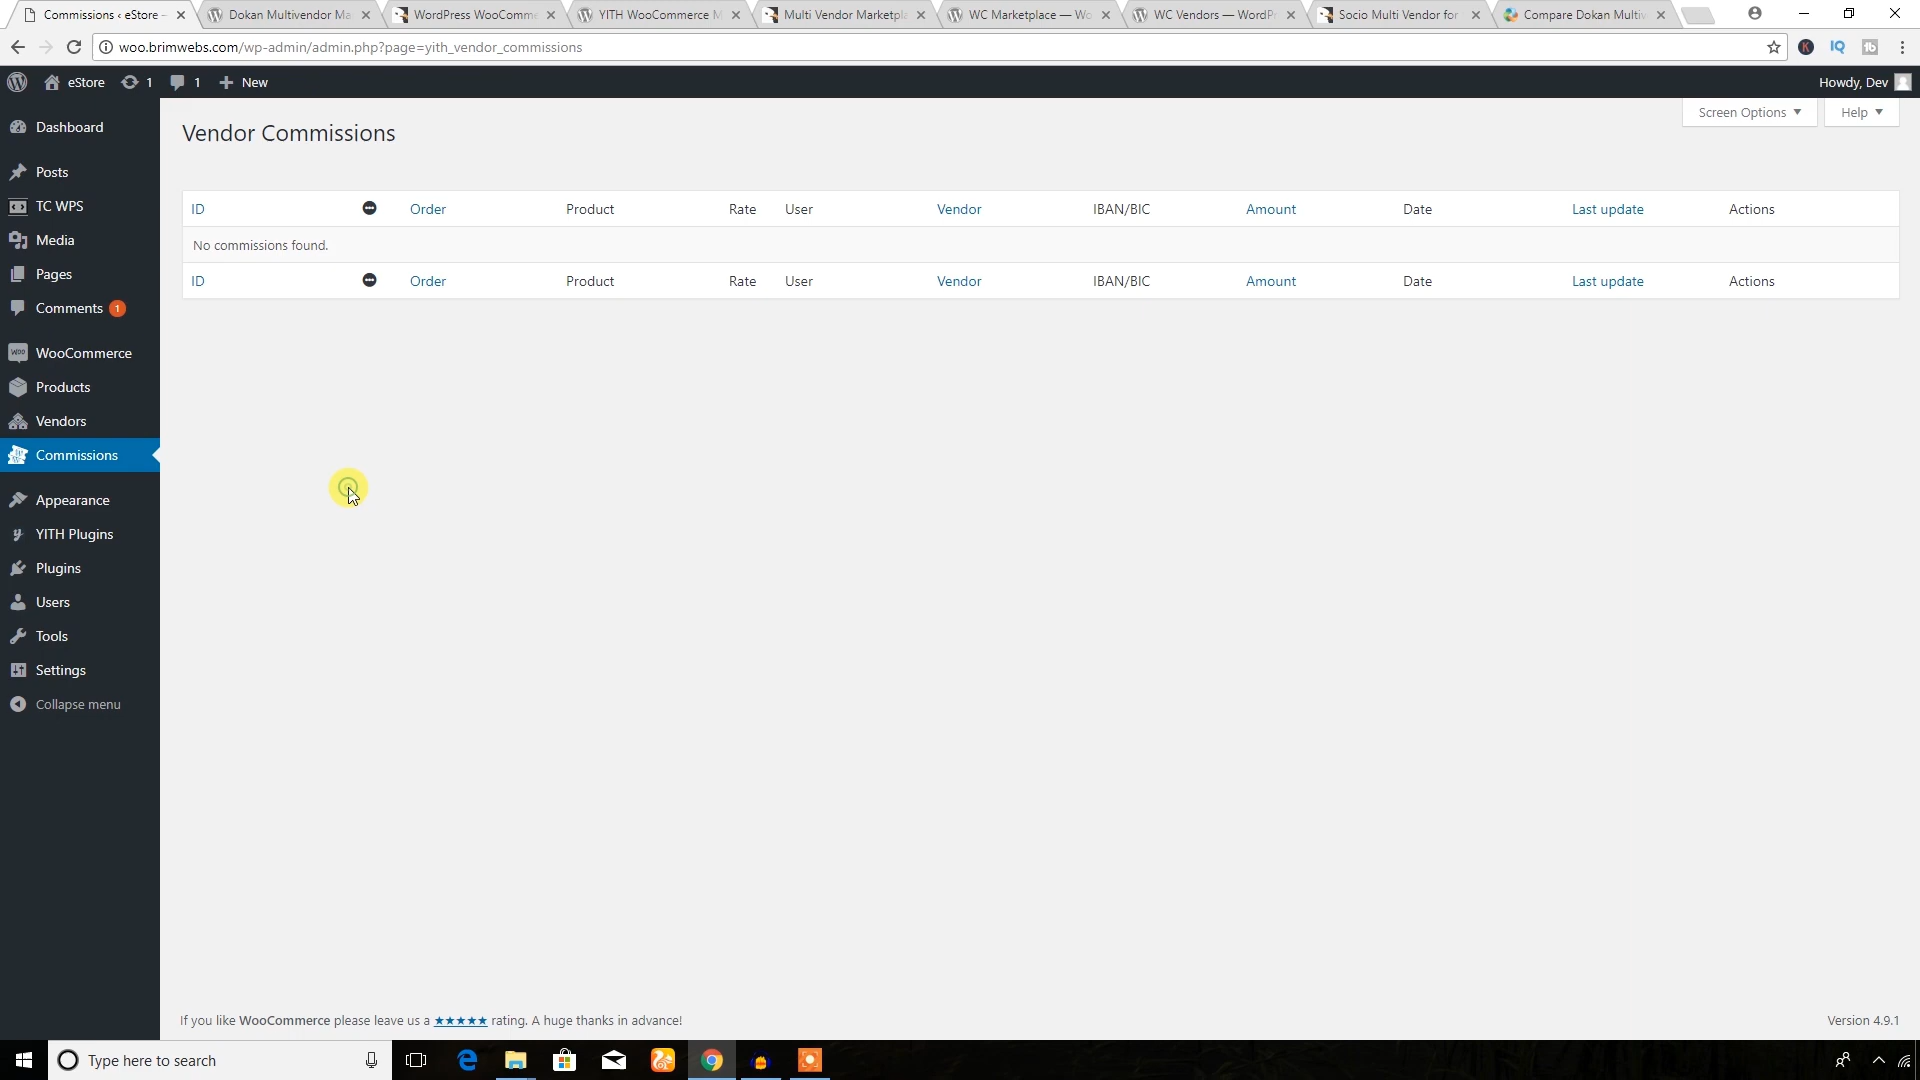 Commissions ‹ eStore –
Dokan Multivendor Ma
WordPress WooComme
YITH WooCommerce M
Multi Vendor Marketpla
WC Marketplace — Wo
WC Vendors — WordPr
Socio Multi Vendor for
Compare Dokan Multiv
woo.brimwebs.com/wp-admin/admin.php?page=yith_vendor_commissions
eStore
1
1
New
Howdy, Dev
Dashboard
Posts
TC WPS
Media
Pages
Comments 1
WooCommerce
Products
Vendors
Commissions
Appearance
YITH Plugins
Plugins
Users
Tools
Settings
Collapse menu
Screen Options
Help
Vendor Commissions
ID Order Product Rate User Vendor IBAN/BIC Amount Date Last update Actions
No commissions found.
ID Order Product Rate User Vendor IBAN/BIC Amount Date Last update Actions
If you like WooCommerce please leave us a ★★★★★ rating. A huge thanks in advance!
Version 4.9.1
Type here to search